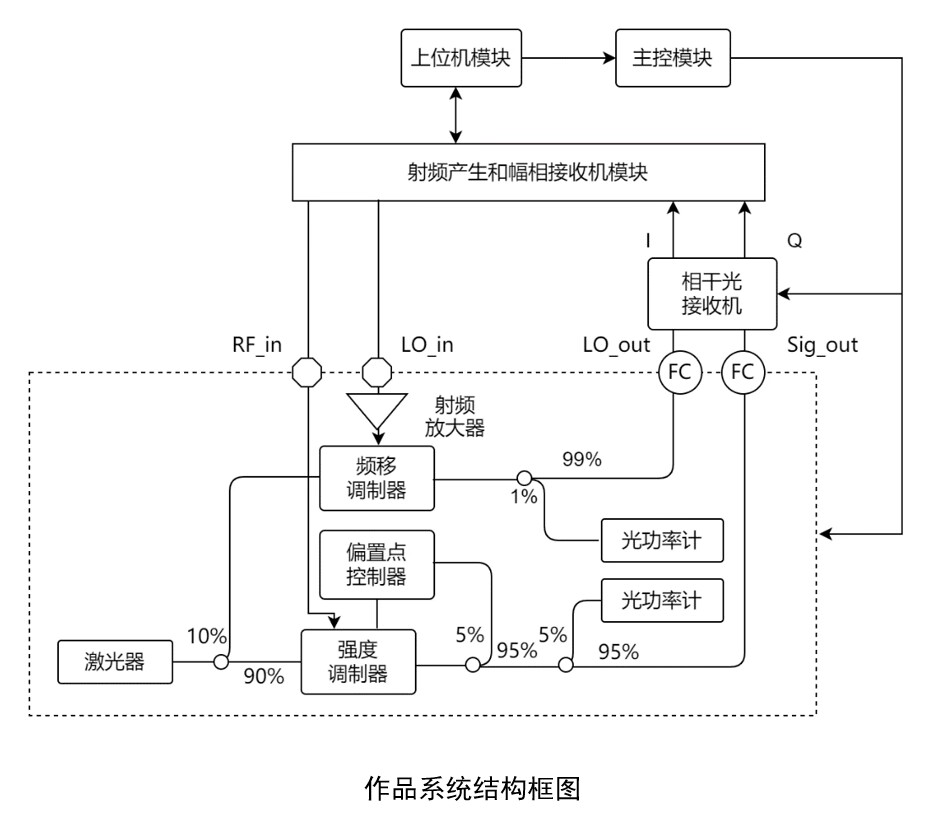 上位机模块
主控模块
射频产生和幅相接收机模块
I
Q
相干光
接收机
RF_in
LO_in
LO_out
Sig_out
FC
FC
射频
放大器
频移
调制器
99%
1%
光功率计
偏置点
控制器
光功率计
10%
5%
95%
5%
95%
激光器
90%
强度
调制器
作品系统结构框图